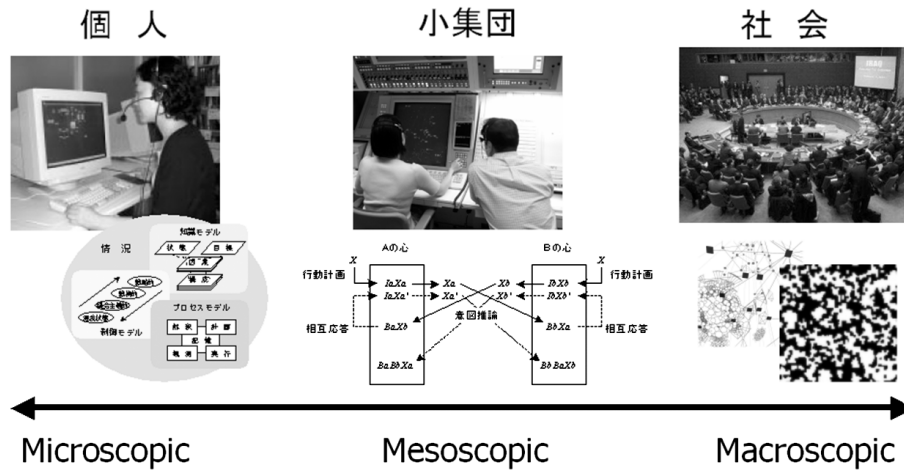 個 人
小集団
社 会
IRAQ
情 況
知識モデル
状 態
目 標
制御モデル
プロセスモデル
解 釈
計 画
記 憶
観 測
実 行
Aの心
Bの心
X
X
行動計画
IaXa
Xa
Xb
IbXb
行動計画
IaXa'
Xa'
Xb'
IbXb'
意図推論
相互応答
BaXb
BbXa
相互応答
BaBbXa
BbBaXb
Microscopic
Mesoscopic
Macroscopic